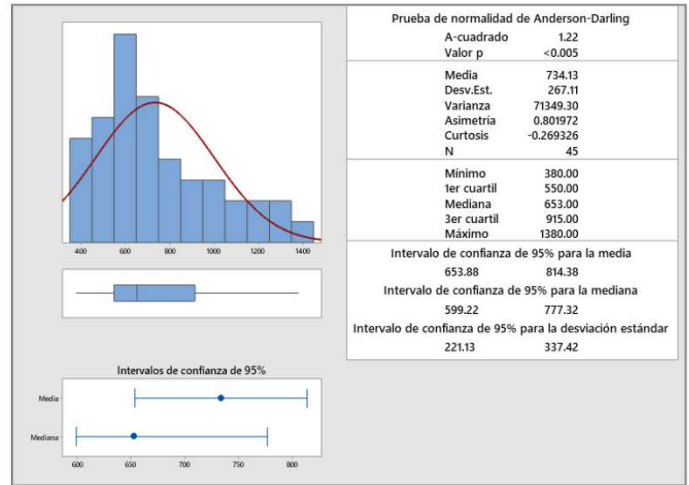 400 600 800 1000 1200 1400
Intervalos de confianza de 95%
Media
Mediana
600 650 700 750 800
Prueba de normalidad de Anderson-Darling
A-cuadrado 1.22
Valor p <0.005
Media 734.13
Desv.Est. 267.11
Varianza 71349.30
Asimetría 0.801972
Curtosis -0.269326
N 45
Mínimo 380.00
1er cuartil 550.00
Mediana 653.00
3er cuartil 915.00
Máximo 1380.00
Intervalo de confianza de 95% para la media
653.88 814.38
Intervalo de confianza de 95% para la mediana
599.22 777.32
Intervalo de confianza de 95% para la desviación estándar
221.13 337.42